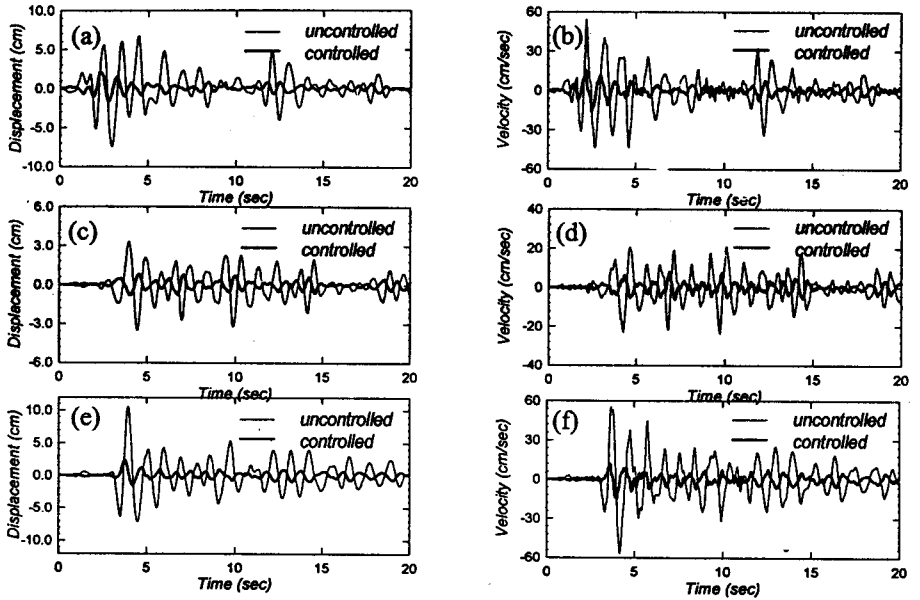 (a)
uncontrolled
controlled
Displacement (cm)
10.0
5.0
0.0
-5.0
-10.0
0 5 10 15 20
Time (sec)
(b)
uncontrolled
controlled
Velocity (cm/sec)
60
30
0
-30
-60
0 5 10 15 20
Time (sec)
(c)
uncontrolled
controlled
Displacement (cm)
6.0
3.0
0.0
-3.0
-6.0
0 5 10 15 20
Time (sec)
(d)
uncontrolled
controlled
Velocity (cm/sec)
40
20
0
-20
-40
0 5 10 15 20
Time (sec)
(e)
uncontrolled
controlled
Displacement (cm)
10.0
5.0
0.0
-5.0
-10.0
0 5 10 15 20
Time (sec)
(f)
uncontrolled
controlled
Velocity (cm/sec)
60
30
0
-30
-60
0 5 10 15 20
Time (sec)